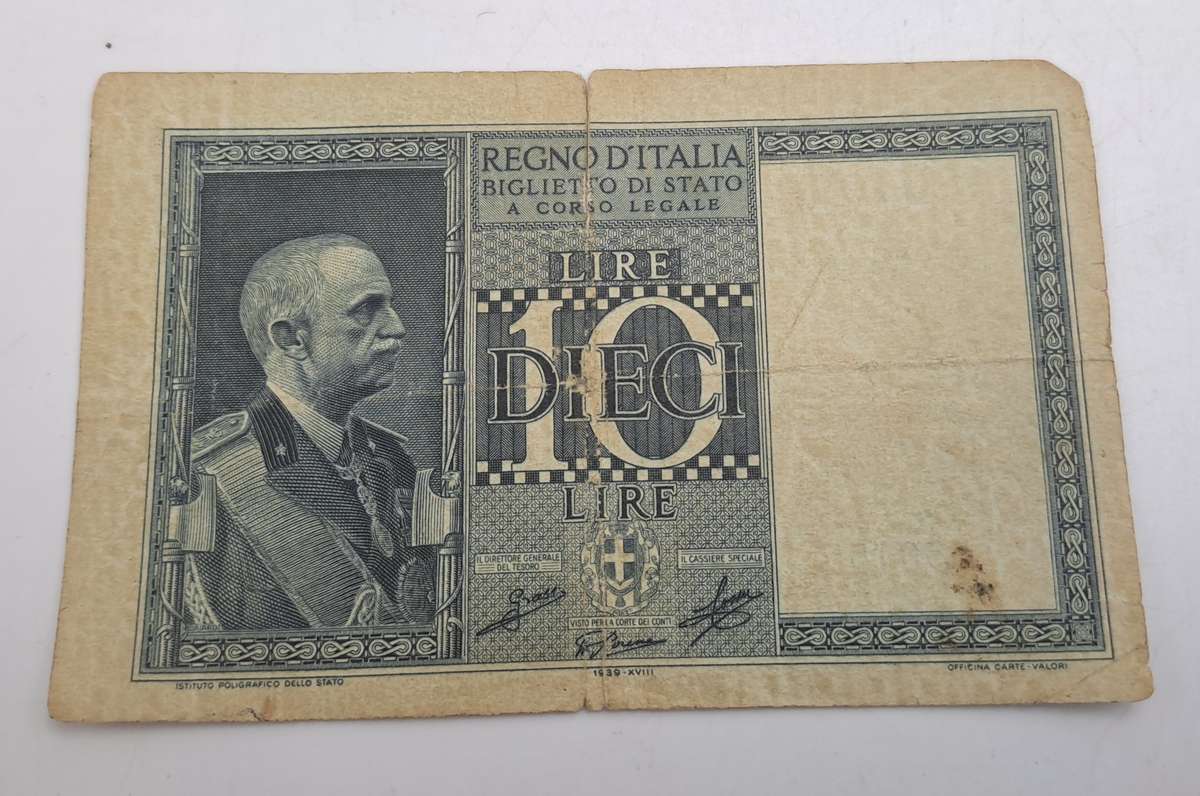 REGNO D'ITALIA
BIGLIETTO DI STATO
A CORSO LEGALE
LIRE
10
DIECI
LIRE
IL DIRETTORE GENERALE
DEL TESORO
IL CASSIERE SPECIALE
VISTO PER LA CORTE DEI CONTI
1939-XVIII
ISTITUTO POLIGRAFICO DELLO STATO
OFFICINA CARTE-VALORI